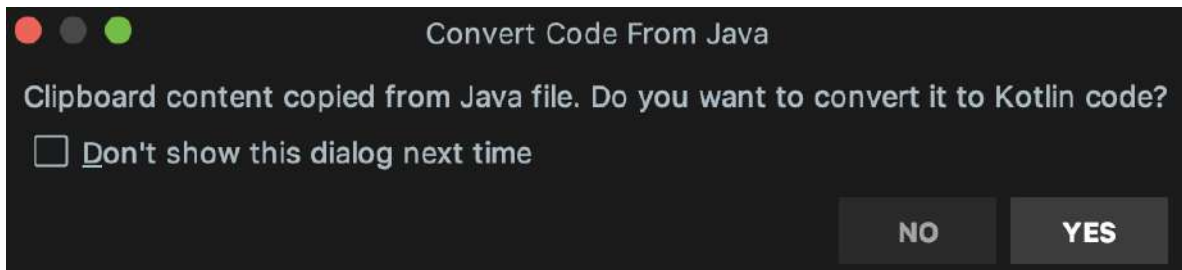 Convert Code From Java
Clipboard content copied from Java file. Do you want to convert it to Kotlin code?
Don't show this dialog next time
NO
YES